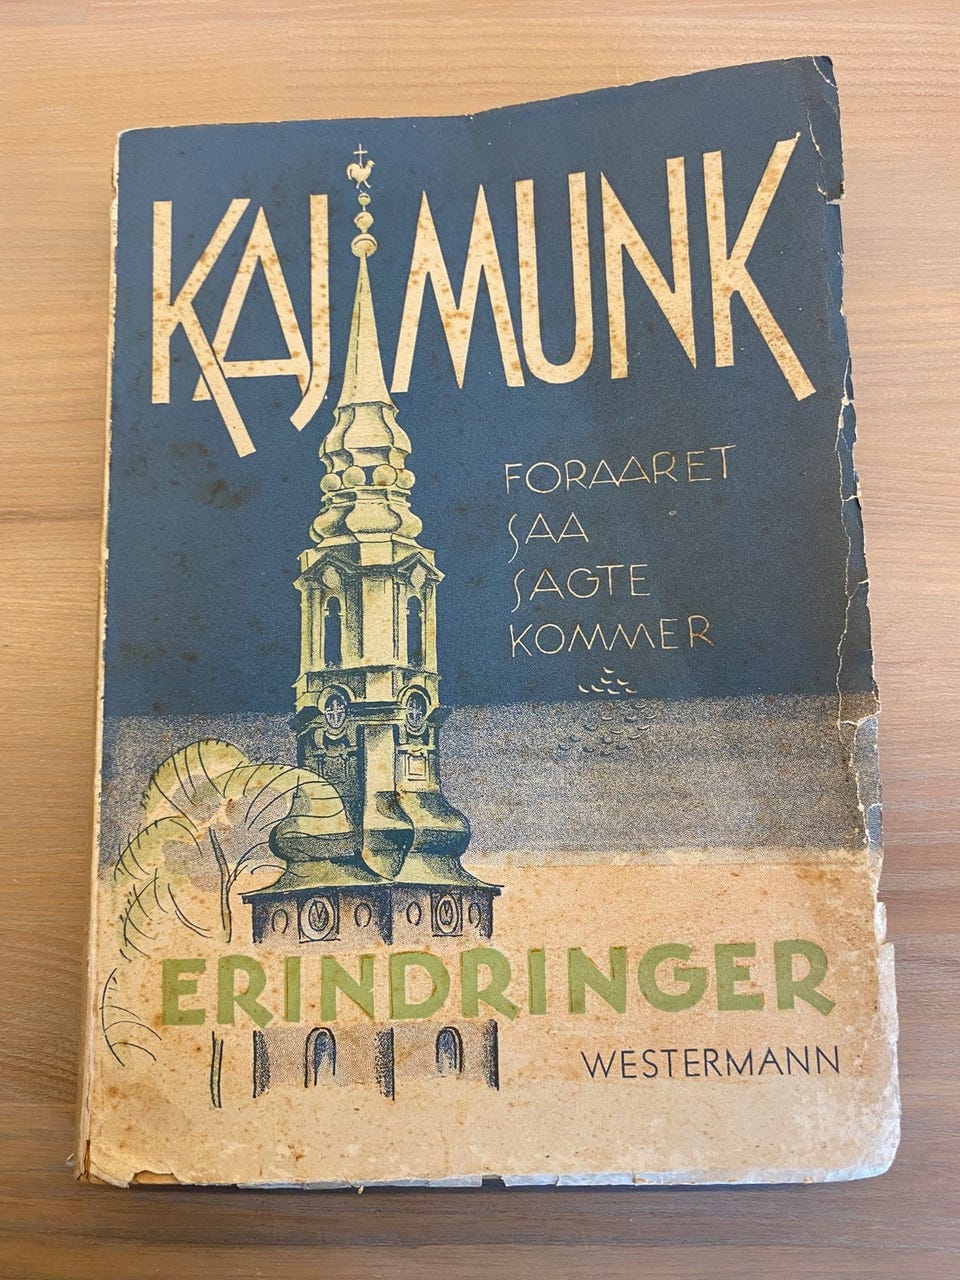 KAJ MUNK
FORAARET
SAA
SAGTE
KOMMER
ERINDRINGER
WESTERMANN